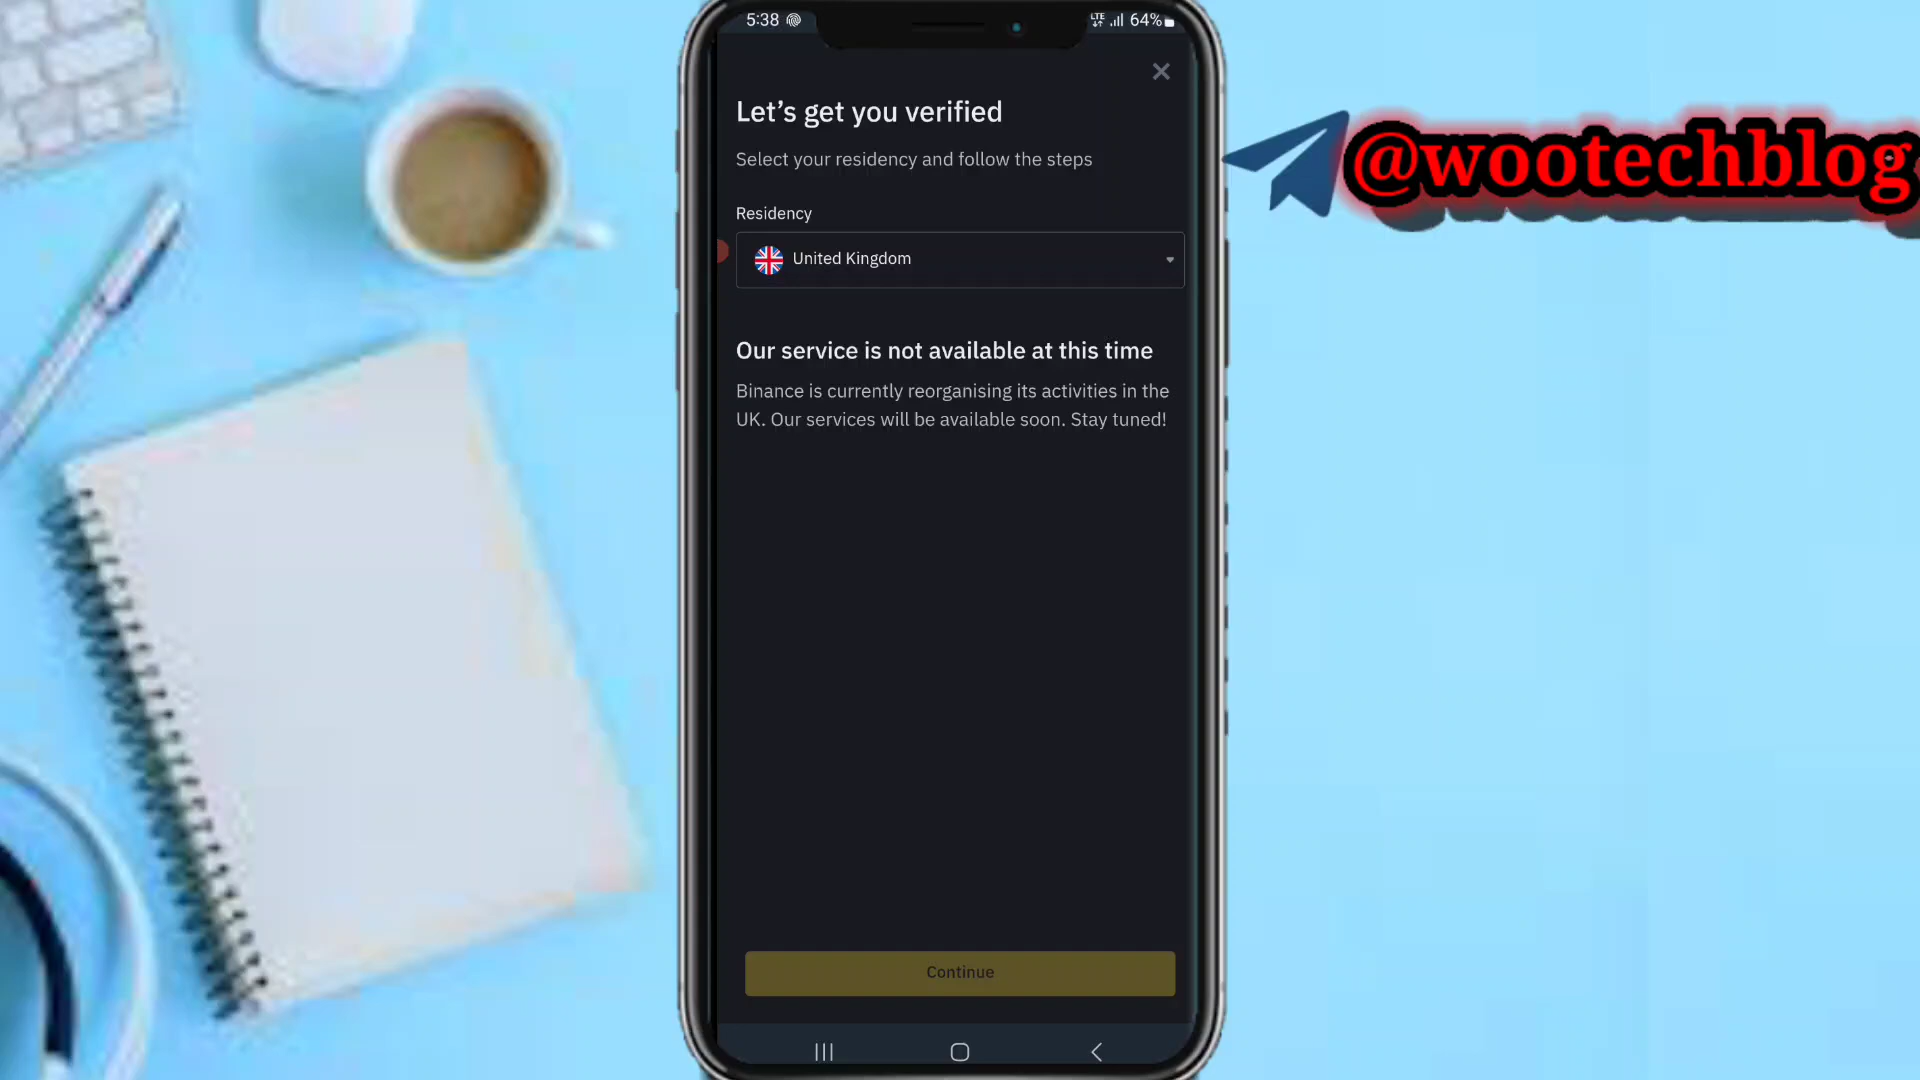 5:38
LTE 64%
Let's get you verified
Select your residency and follow the steps
Residency
United Kingdom
Our service is not available at this time
Binance is currently reorganising its activities in the
UK. Our services will be available soon. Stay tuned!
Continue
@wootechblog